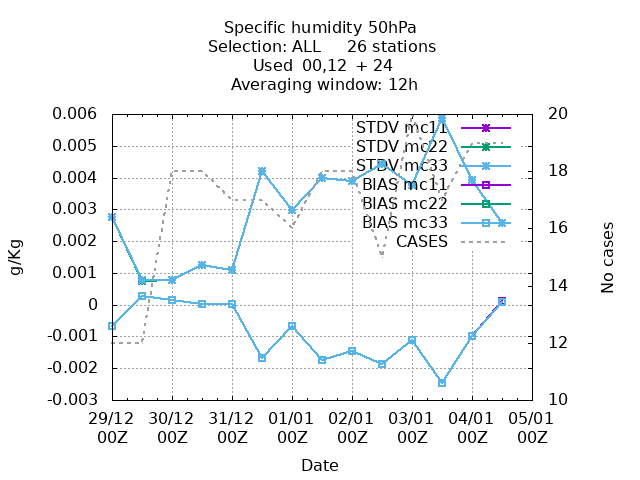 Specific humidity 50hPa
Selection: ALL     26 stations
Used  00,12  + 24
Averaging window: 12h
0.006
0.005
0.004
0.003
0.002
0.001
0
-0.001
-0.002
-0.003
g/Kg
STDV mc11
STDV mc22
STDV mc33
BIAS mc11
BIAS mc22
BIAS mc33
CASES
20
18
16
14
12
10
No cases
29/12 30/12 31/12 01/01 02/01 03/01 04/01 05/01
00Z 00Z 00Z 00Z 00Z 00Z 00Z 00Z
Date